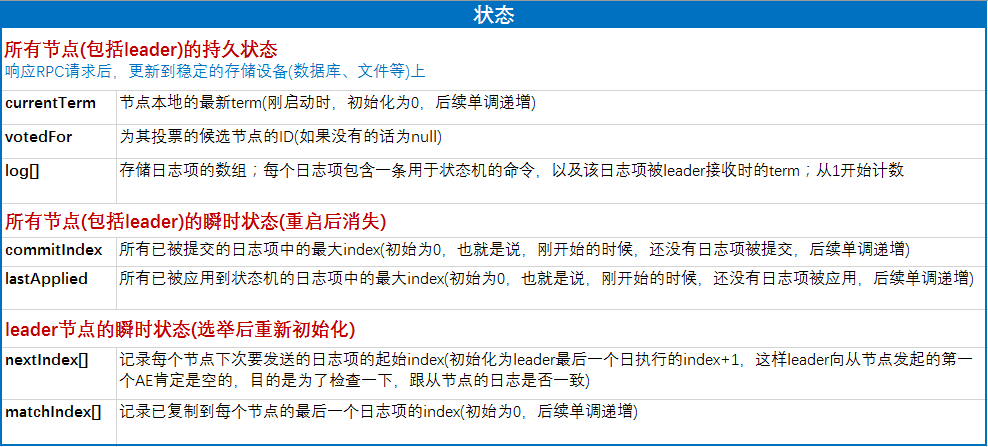 状态
所有节点(包括leader)的持久状态
响应RPC请求后，更新到稳定的存储设备(数据库、文件等)上
currentTerm 节点本地的最新term(刚启动时，初始化为0，后续单调递增)
votedFor 为其投票的候选节点的ID(如果没有的话为null)
log[] 存储日志项的数组；每个日志项包含一条用于状态机的命令，以及该日志项被leader接收时的term；从1开始计数
所有节点(包括leader)的瞬时状态(重启后消失)
commitIndex 所有已被提交的日志项中的最大index(初始为0，也就是说，刚开始的时候，还没有日志项被提交，后续单调递增)
lastApplied 所有已被应用到状态机的日志项中的最大index(初始为0，也就是说，刚开始的时候，还没有日志项被应用，后续单调递增)
leader节点的瞬时状态(选举后重新初始化)
nextIndex[] 记录每个节点下次要发送的日志项的起始index(初始化为leader最后一个日执行的index+1，这样leader向从节点发起的第一
个AE肯定是空的，目的是为了检查一下，跟从节点的日志是否一致)
matchIndex[] 记录已复制到每个节点的最后一个日志项的index(初始为0，后续单调递增)